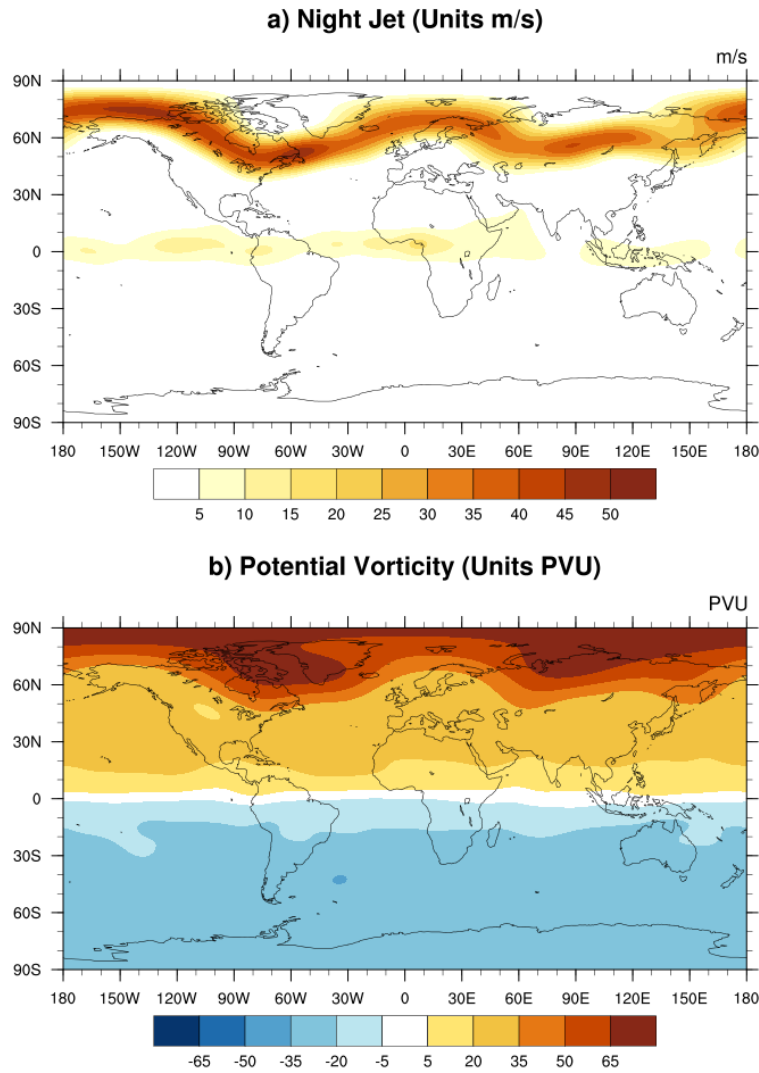 a) Night Jet (Units m/s)
m/s
90N
60N
30N
0
30S
60S
90S
180 150W 120W 90W 60W 30W 0 30E 60E 90E 120E 150E 180
5 10 15 20 25 30 35 40 45 50
b) Potential Vorticity (Units PVU)
PVU
90N
60N
30N
0
30S
60S
90S
180 150W 120W 90W 60W 30W 0 30E 60E 90E 120E 150E 180
-65 -50 -35 -20 -5 5 20 35 50 65